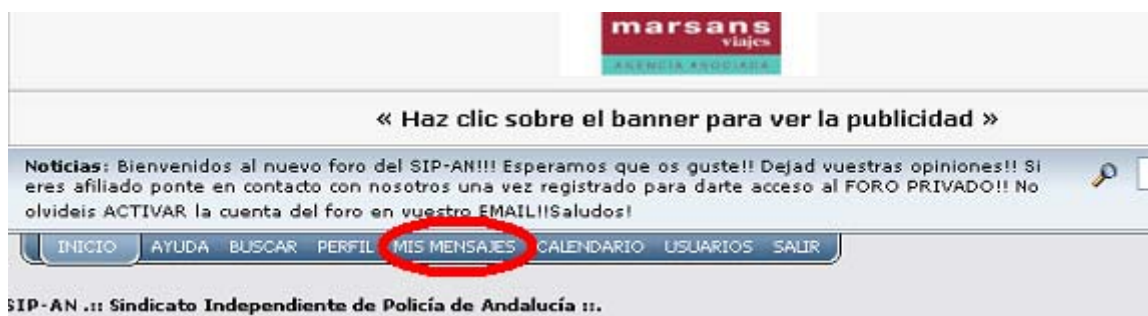 marsans
viajes
AGENCIA ASOCIADA
« Haz clic sobre el banner para ver la publicidad »
Noticias: Bienvenidos al nuevo foro del SIP-AN!!! Esperamos que os guste!! Dejad vuestras opiniones!! Si
eres afiliado ponte en contacto con nosotros una vez registrado para darte acceso al FORO PRIVADO!! No
olvideis ACTIVAR la cuenta del foro en vuestro EMAIL!!Saludos!
INICIO AYUDA BUSCAR PERFIL MIS MENSAJES CALENDARIO USUARIOS SALIR
SIP-AN .:: Sindicato Independiente de Policía de Andalucía ::.